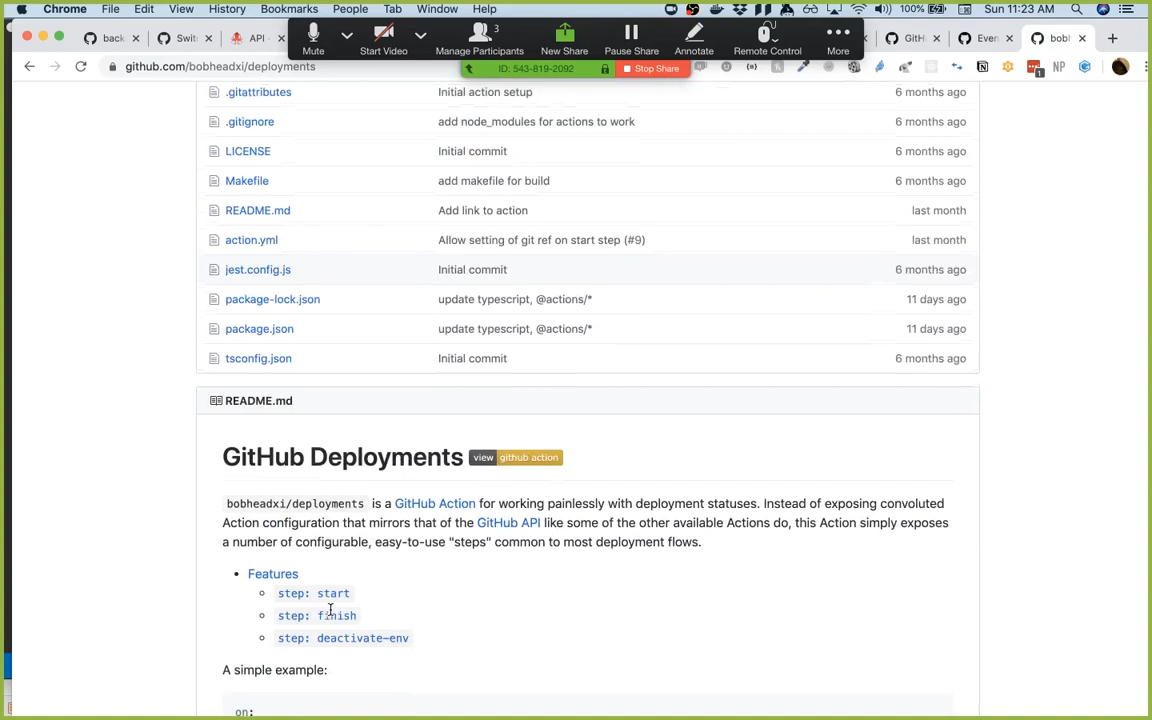 Chrome File Edit View History Bookmarks People Tab Window Help 100% Sun 11:23 AM
back Swit API - GitH Even bobh
Mute Start Video 3 Manage Participants New Share Pause Share Annotate Remote Control More
github.com/bobheadxi/deployments
ID: 543-819-2092 Stop Share 1 NP
.gitattributes Initial action setup 6 months ago
.gitignore add node_modules for actions to work 6 months ago
LICENSE Initial commit 6 months ago
Makefile add makefile for build 6 months ago
README.md Add link to action last month
action.yml Allow setting of git ref on start step (#9) last month
jest.config.js Initial commit 6 months ago
package-lock.json update typescript, @actions/* 11 days ago
package.json update typescript, @actions/* 11 days ago
tsconfig.json Initial commit 6 months ago
README.md
GitHub Deployments view github action
bobheadxi/deployments is a GitHub Action for working painlessly with deployment statuses. Instead of exposing convoluted
Action configuration that mirrors that of the GitHub API like some of the other available Actions do, this Action simply exposes
a number of configurable, easy-to-use "steps" common to most deployment flows.
Features
step: start
step: finish
step: deactivate-env
A simple example:
on: